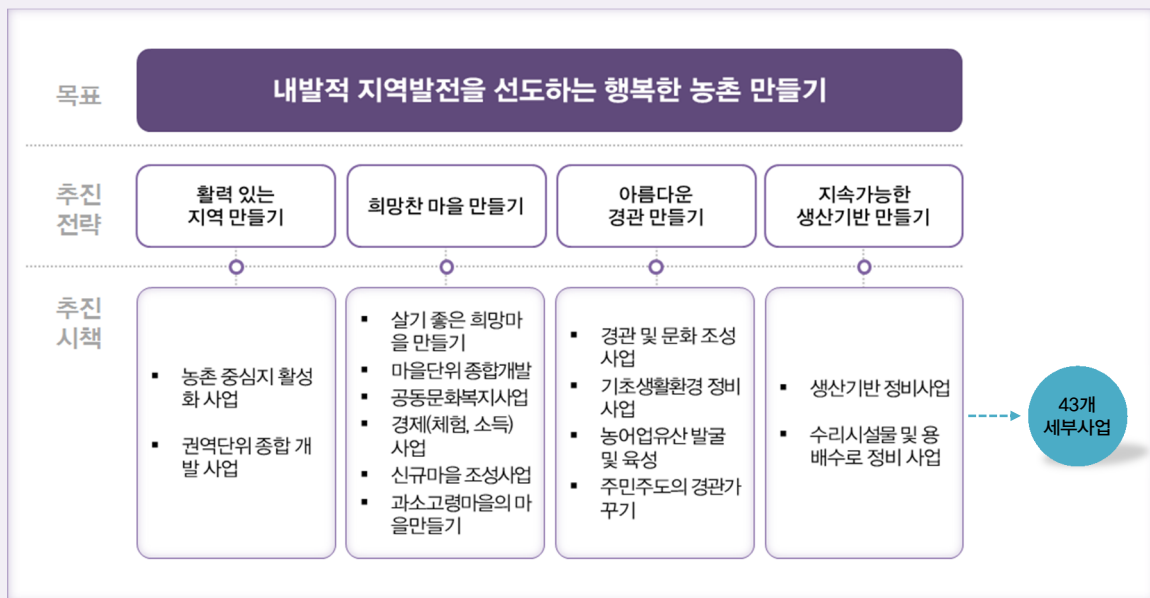 목표
내발적 지역발전을 선도하는 행복한 농촌 만들기
추진
전략
활력 있는
지역 만들기
희망찬 마을 만들기
아름다운
경관 만들기
지속가능한
생산기반 만들기
추진
시책
▪ 농촌 중심지 활성
화 사업
▪ 권역단위 종합 개
발 사업
▪ 살기 좋은 희망마
을 만들기
▪ 마을단위 종합개발
▪ 공동문화복지사업
▪ 경제(체험, 소득)
사업
▪ 신규마을 조성사업
▪ 과소고령마을의 마
을만들기
▪ 경관 및 문화 조성
사업
▪ 기초생활환경 정비
사업
▪ 농어업유산 발굴
및 육성
▪ 주민주도의 경관가
꾸기
▪ 생산기반 정비사업
▪ 수리시설물 및 용
배수로 정비 사업
43개
세부사업